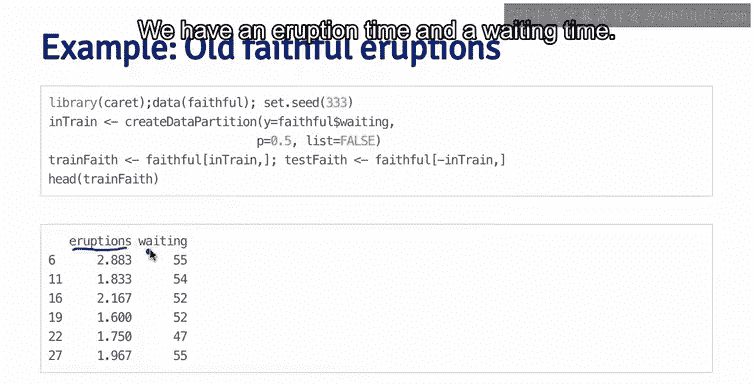 We have an eruption time and a waiting time.
Example: Old faithful eruptions
library(caret);data(faithful); set.seed(333)
inTrain <- createDataPartition(y=faithful$waiting,
p=0.5, list=FALSE)
trainFaith <- faithful[inTrain,]; testFaith <- faithful[-inTrain,]
head(trainFaith)
eruptions waiting
6 2.883 55
11 1.833 54
16 2.167 52
19 1.600 52
22 1.750 47
27 1.967 55